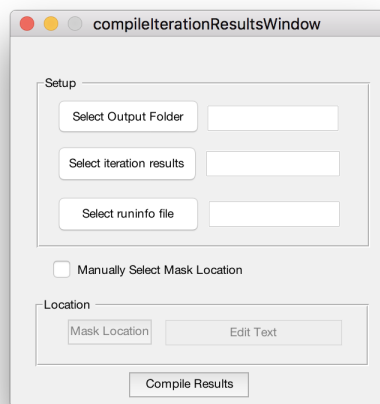 compileIterationResultsWindow
Setup
Select Output Folder
Select iteration results
Select runinfo file
Manually Select Mask Location
Location
Mask Location Edit Text
Compile Results